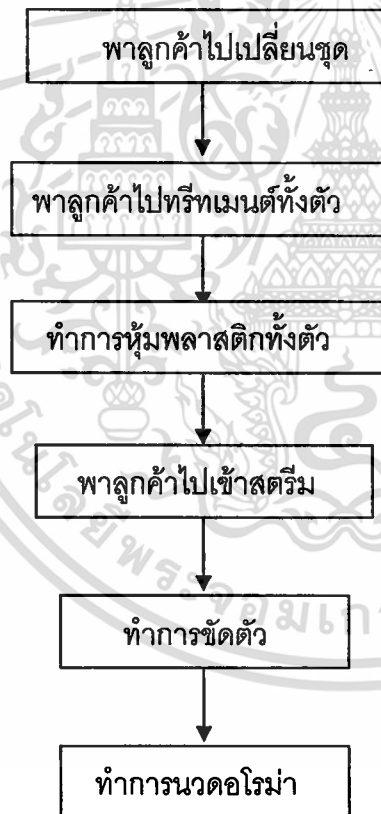 พาลูกค้าไปเปลี่ยนชุด
พาลูกค้าไปทรีทเมนต์ทั้งตัว
ทำการหุ้มพลาสติกทั้งตัว
พาลูกค้าไปเข้าสตรีม
ทำการขัดตัว
ทำการนวดอโรม่า